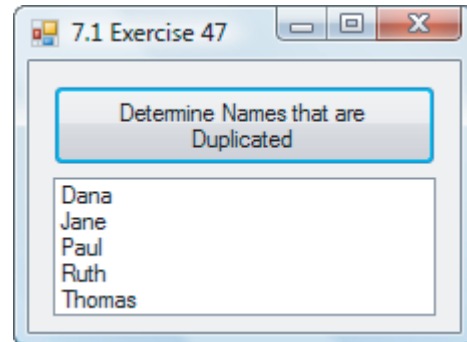 7.1 Exercise 47
Determine Names that are
Duplicated
Dana
Jane
Paul
Ruth
Thomas